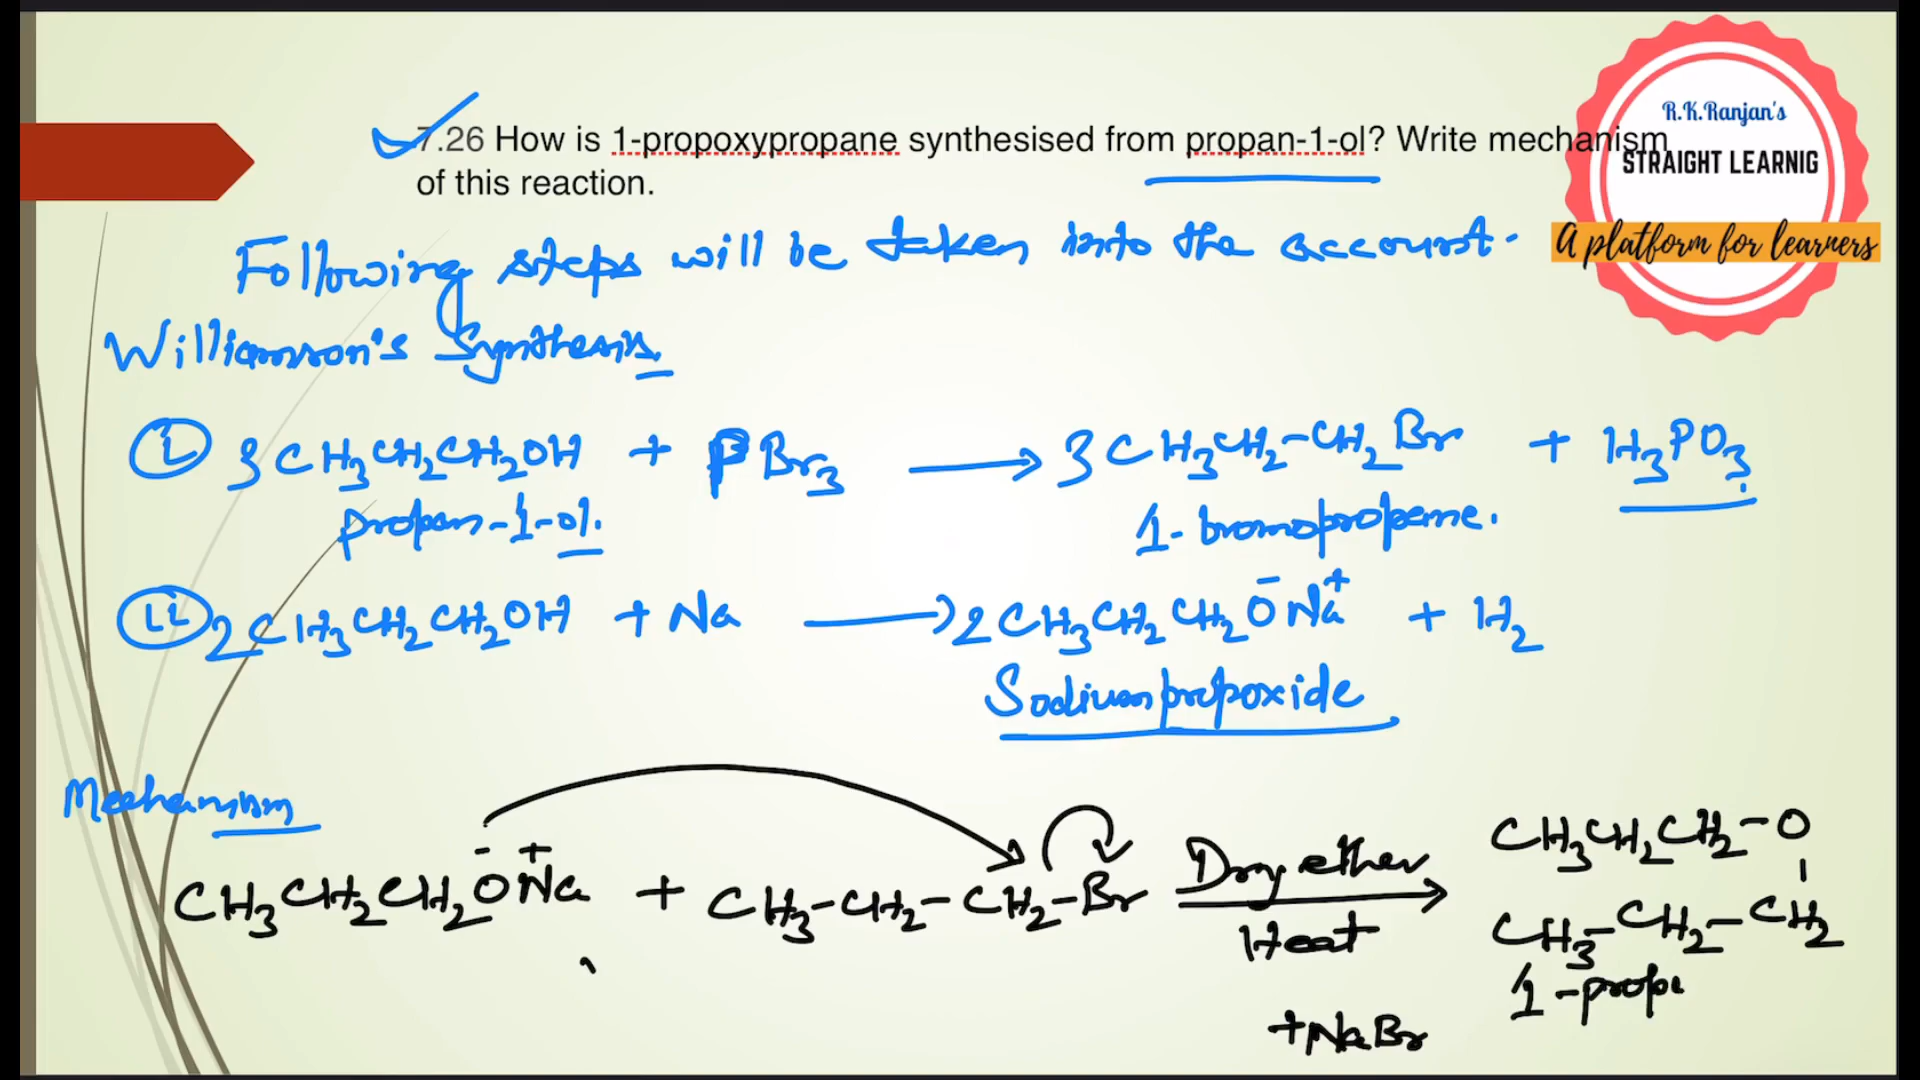 R.K.Ranjan's
STRAIGHT LEARNIG
A platform for learners
7.26 How is 1-propoxypropane synthesised from propan-1-ol? Write mechanism
of this reaction.
Following steps will be taken into the account.
Williamson's Synthesis.
(i) 3CH₃CH₂CH₂OH + PBr₃ ⟶ 3CH₃CH₂-CH₂Br + H₃PO₃
propan-1-ol. 1-bromopropane.
(ii) 2CH₃CH₂CH₂OH + Na ⟶ 2CH₃CH₂CH₂O⁻Na⁺ + H₂
Sodium propoxide
Mechanism
CH₃CH₂CH₂O⁻Na⁺ + CH₃-CH₂-CH₂-Br ⟶ CH₃CH₂CH₂-O
Dry ether
Heat
CH₃-CH₂-CH₂
1-propo
+NaBr